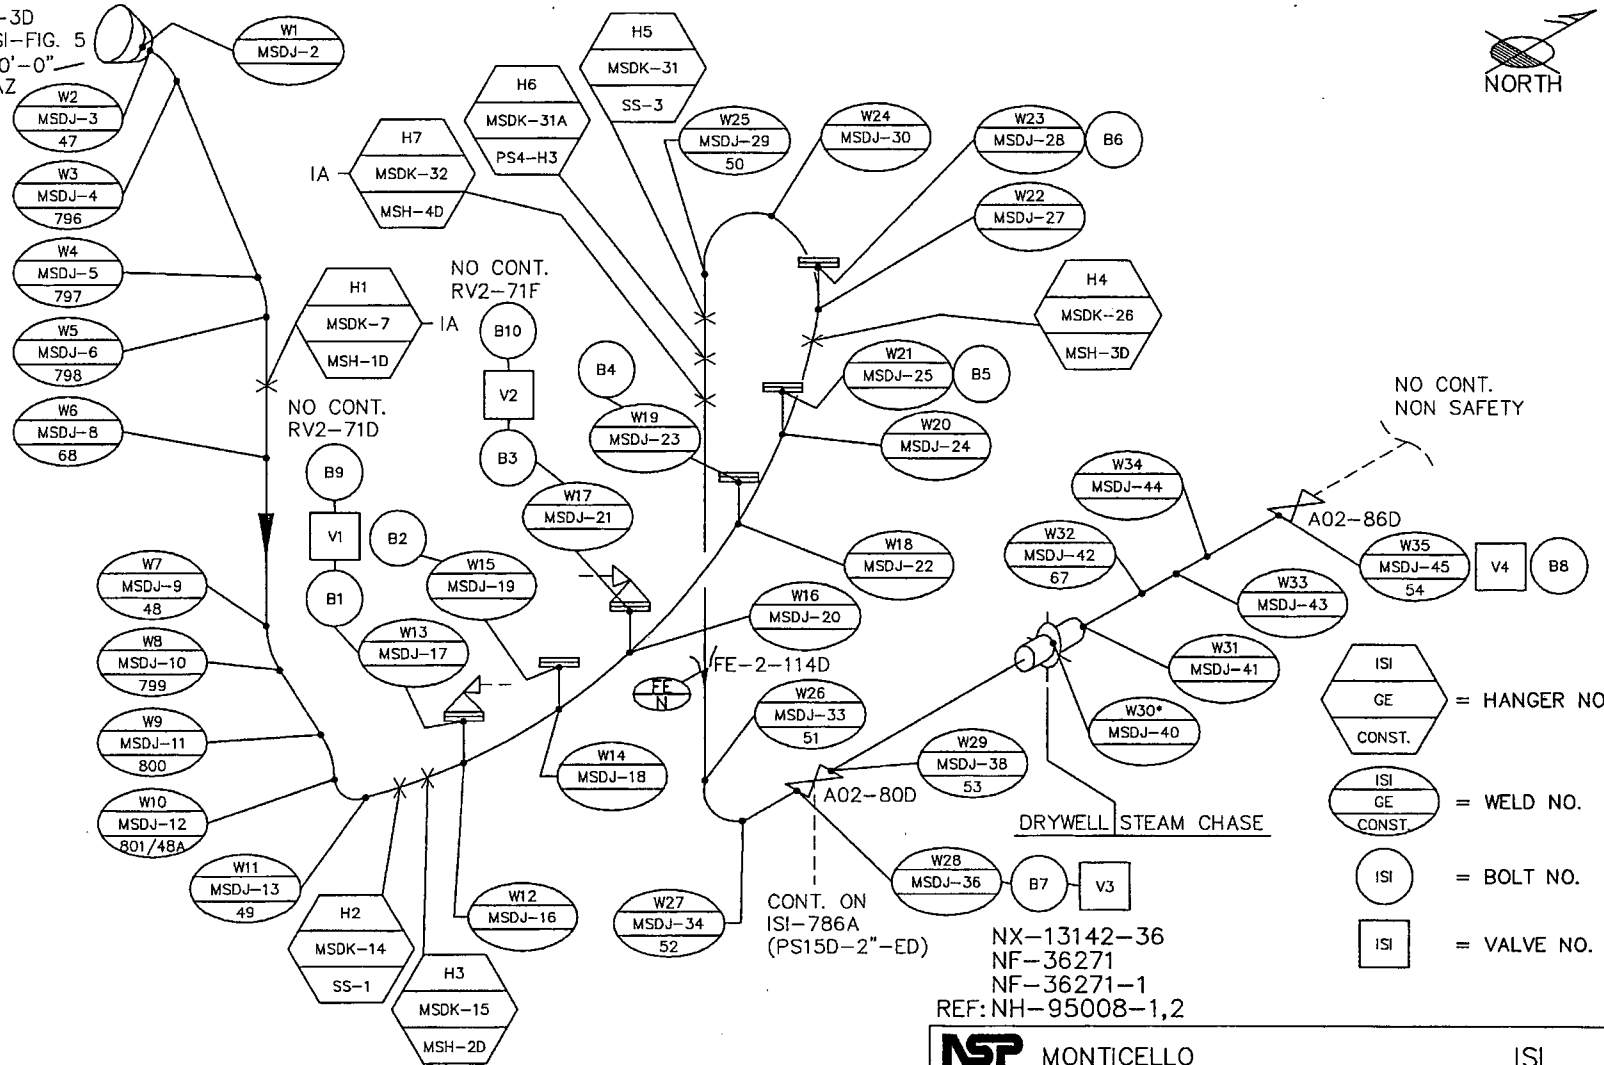 -3D
SI-FIG. 5
0'-0"
AZ
W1
MSDJ-2
W2
MSDJ-3
47
W3
MSDJ-4
796
W4
MSDJ-5
797
W5
MSDJ-6
798
W6
MSDJ-8
68
W7
MSDJ-9
48
W8
MSDJ-10
799
W9
MSDJ-11
800
W10
MSDJ-12
801/48A
W11
MSDJ-13
49
H1
MSDK-7
MSH-1D
IA
H7
MSDK-32
MSH-4D
IA
H6
MSDK-31A
PS4-H3
H5
MSDK-31
SS-3
W25
MSDJ-29
50
W24
MSDJ-30
W23
MSDJ-28
B6
W22
MSDJ-27
H4
MSDK-26
MSH-3D
W21
MSDJ-25
B5
W20
MSDJ-24
NO CONT.
RV2-71F
B10
V2
B3
B4
W19
MSDJ-23
W17
MSDJ-21
NO CONT.
RV2-71D
B9
V1
B1
B2
W15
MSDJ-19
W13
MSDJ-17
W18
MSDJ-22
W16
MSDJ-20
W14
MSDJ-18
W12
MSDJ-16
H2
MSDK-14
SS-1
H3
MSDK-15
MSH-2D
FE
N
FE-2-114D
W26
MSDJ-33
51
W27
MSDJ-34
52
A02-80D
W29
MSDJ-38
53
W28
MSDJ-36
B7
V3
CONT. ON
ISI-786A
(PS15D-2"-ED)
DRYWELL STEAM CHASE
W30*
MSDJ-40
W31
MSDJ-41
W32
MSDJ-42
67
W33
MSDJ-43
W34
MSDJ-44
W35
MSDJ-45
54
V4
B8
A02-86D
NO CONT.
NON SAFETY
NORTH
ISI
GE
CONST.
= HANGER NO
ISI
GE
CONST.
= WELD NO.
ISI
= BOLT NO.
ISI
= VALVE NO.
NX-13142-36
NF-36271
NF-36271-1
REF: NH-95008-1,2
NSP MONTICELLO ISI